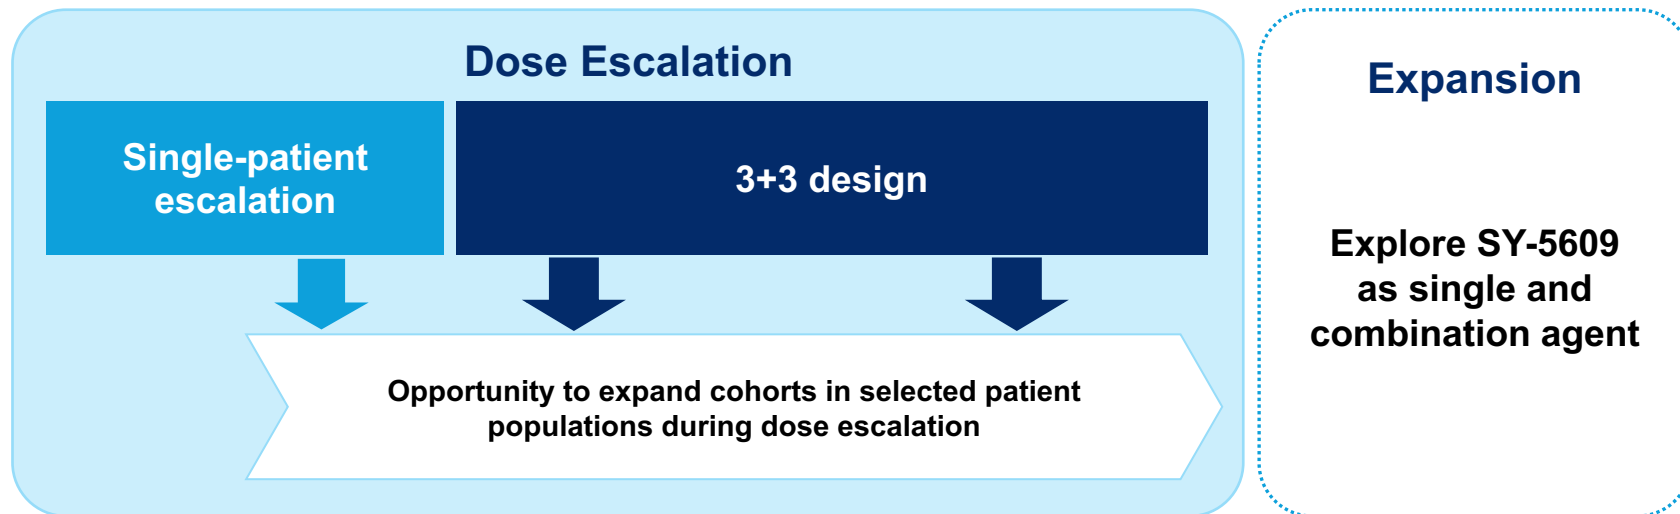 Dose Escalation
Single-patient
escalation
3+3 design
Opportunity to expand cohorts in selected patient
populations during dose escalation
Expansion
Explore SY-5609
as single and
combination agent